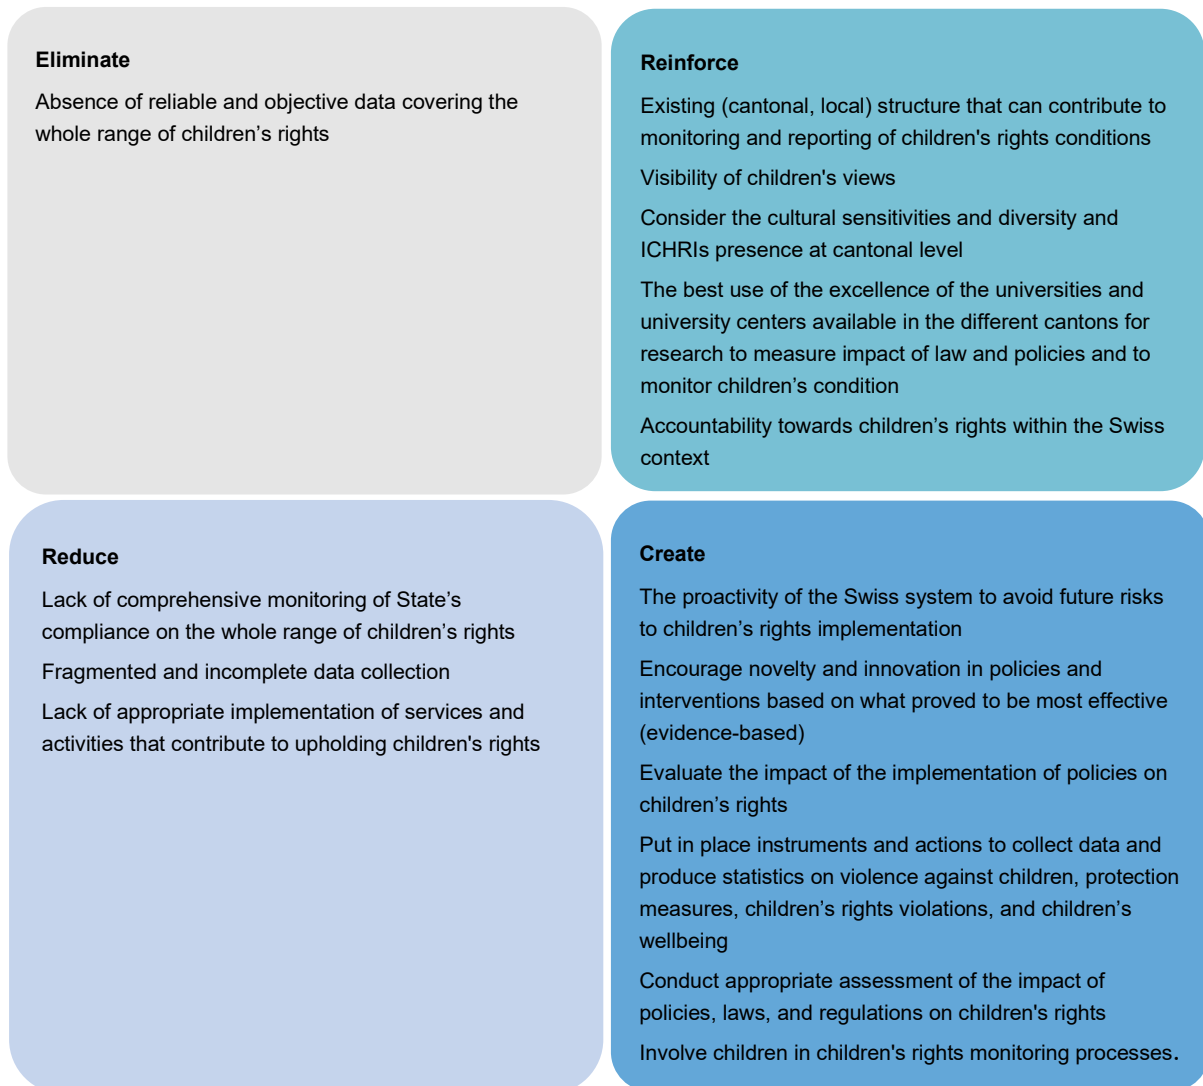 Eliminate
Absence of reliable and objective data covering the
whole range of children’s rights
Reinforce
Existing (cantonal, local) structure that can contribute to
monitoring and reporting of children's rights conditions
Visibility of children's views
Consider the cultural sensitivities and diversity and
ICHRIs presence at cantonal level
The best use of the excellence of the universities and
university centers available in the different cantons for
research to measure impact of law and policies and to
monitor children’s condition
Accountability towards children’s rights within the Swiss
context
Reduce
Lack of comprehensive monitoring of State’s
compliance on the whole range of children’s rights
Fragmented and incomplete data collection
Lack of appropriate implementation of services and
activities that contribute to upholding children's rights
Create
The proactivity of the Swiss system to avoid future risks
to children’s rights implementation
Encourage novelty and innovation in policies and
interventions based on what proved to be most effective
(evidence-based)
Evaluate the impact of the implementation of policies on
children’s rights
Put in place instruments and actions to collect data and
produce statistics on violence against children, protection
measures, children’s rights violations, and children’s
wellbeing
Conduct appropriate assessment of the impact of
policies, laws, and regulations on children's rights
Involve children in children's rights monitoring processes.